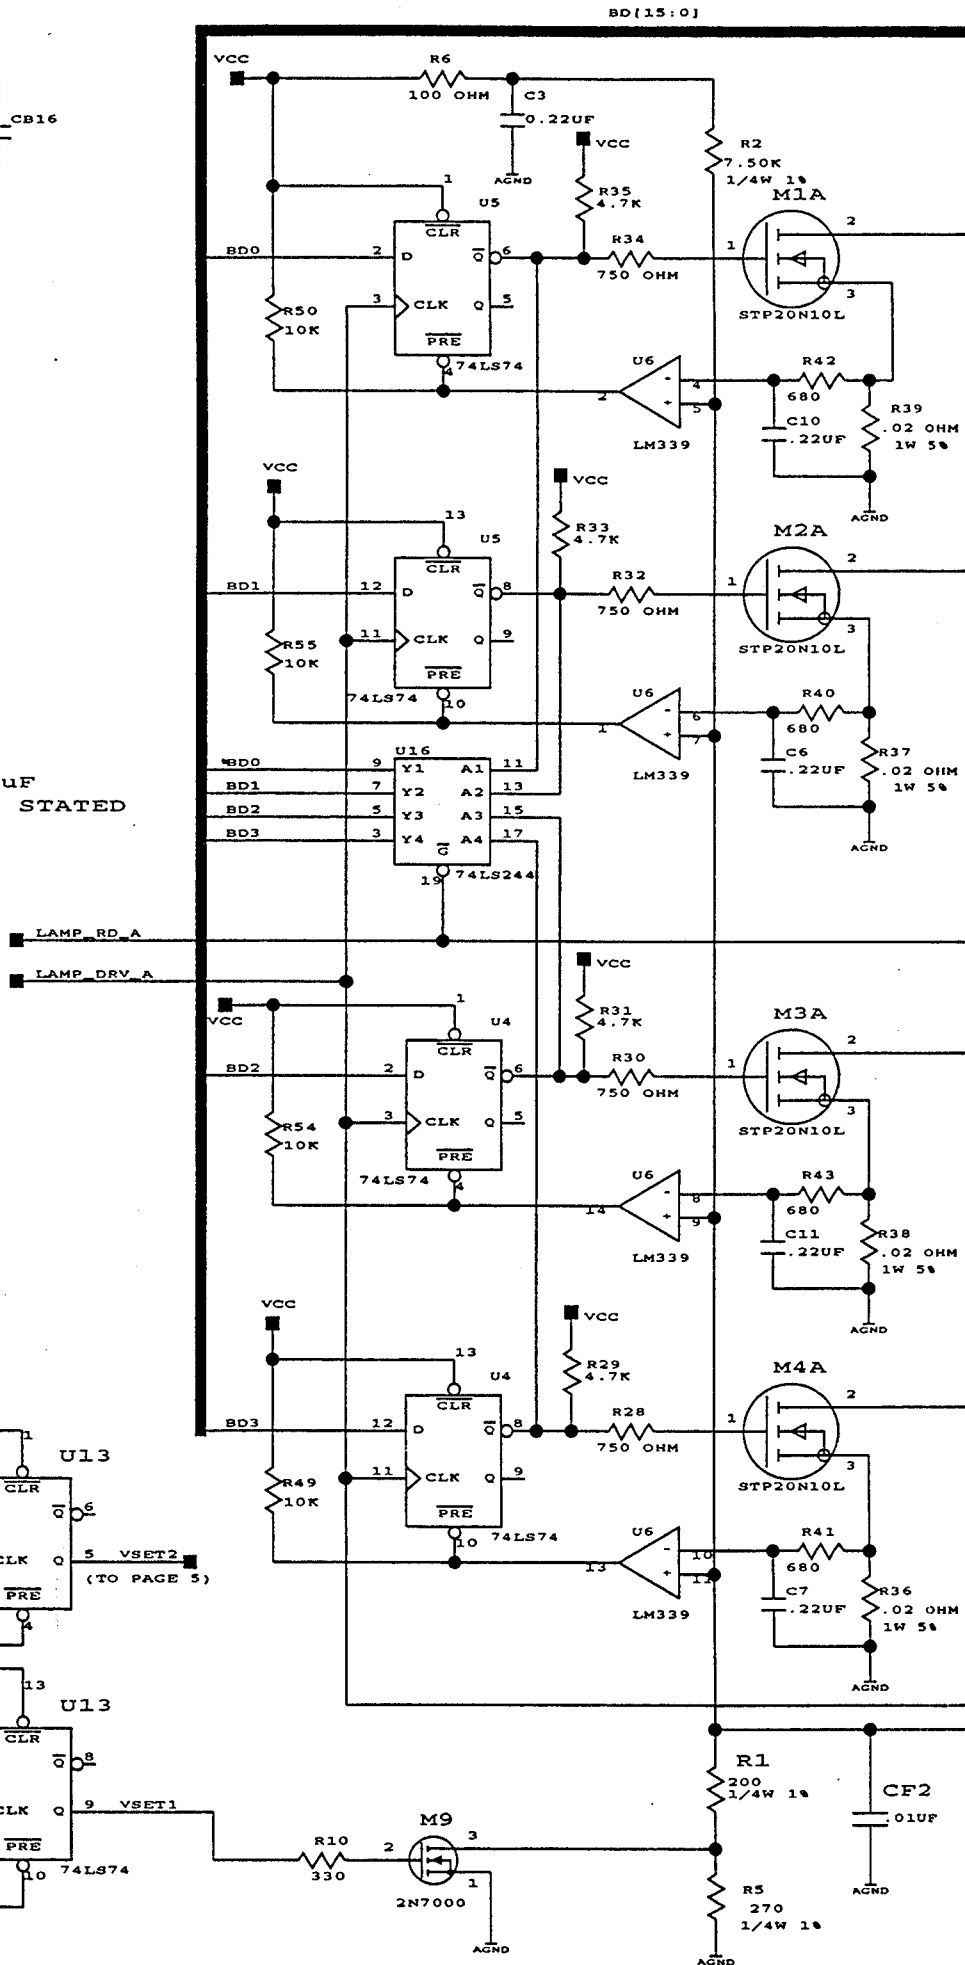 BD[15:0]
VCC
R6
100 OHM
C3
0.22UF
AGND
CB16
VCC
R2
7.50K
1/4W 1%
R35
4.7K
M1A
1
U5
CLR
BD0
2
D
Q
6
R34
750 OHM
1
2
3
STP20N10L
3
CLK
Q
5
R50
10K
PRE
4
74LS74
U6
2
-
4
+
5
LM339
R42
680
C10
.22UF
R39
.02 OHM
1W 5%
AGND
VCC
VCC
R33
4.7K
M2A
13
U5
CLR
BD1
12
D
Q
8
R32
750 OHM
1
2
3
STP20N10L
11
CLK
Q
9
R55
10K
PRE
10
74LS74
U6
1
-
6
+
7
LM339
R40
680
C6
.22UF
R37
.02 OHM
1W 5%
AGND
U16
BD0
9
Y1
A1
11
BD1
7
Y2
A2
13
BD2
5
Y3
A3
15
BD3
3
Y4
A4
17
G
19
74LS244
uF
STATED
LAMP_RD_A
LAMP_DRV_A
VCC
VCC
R31
4.7K
M3A
1
U4
CLR
BD2
2
D
Q
6
R30
750 OHM
1
2
3
STP20N10L
3
CLK
Q
5
R54
10K
PRE
4
74LS74
U6
14
-
8
+
9
LM339
R43
680
C11
.22UF
R38
.02 OHM
1W 5%
AGND
VCC
VCC
R29
4.7K
M4A
13
U4
CLR
BD3
12
D
Q
8
R28
750 OHM
1
2
3
STP20N10L
11
CLK
Q
9
R49
10K
PRE
10
74LS74
U6
13
-
10
+
11
LM339
R41
680
C7
.22UF
R36
.02 OHM
1W 5%
AGND
1
U13
CLR
Q
6
CLK
Q
5
VSET2
(TO PAGE 5)
PRE
4
13
U13
CLR
Q
8
CLK
Q
9
VSET1
PRE
10
74LS74
R10
330
M9
2
3
1
2N7000
AGND
R1
200
1/4W 1%
R5
270
1/4W 1%
AGND
CF2
.01UF
AGND